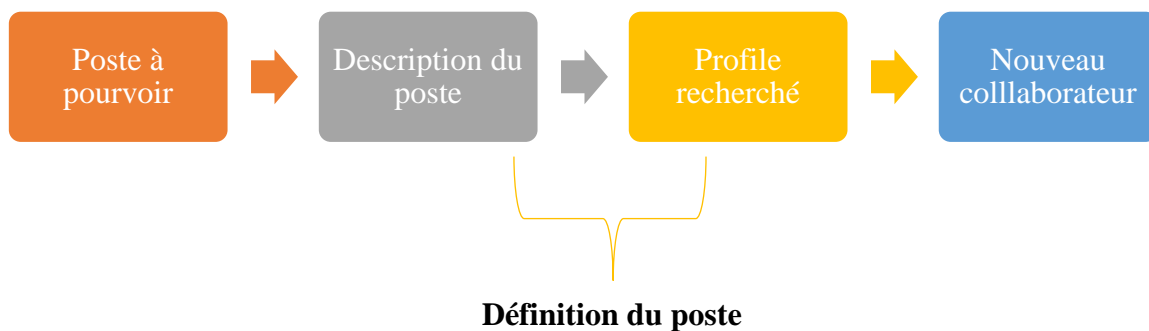 Poste à
pourvoir
Description du
poste
Profile
recherché
Nouveau
colllaborateur
Définition du poste